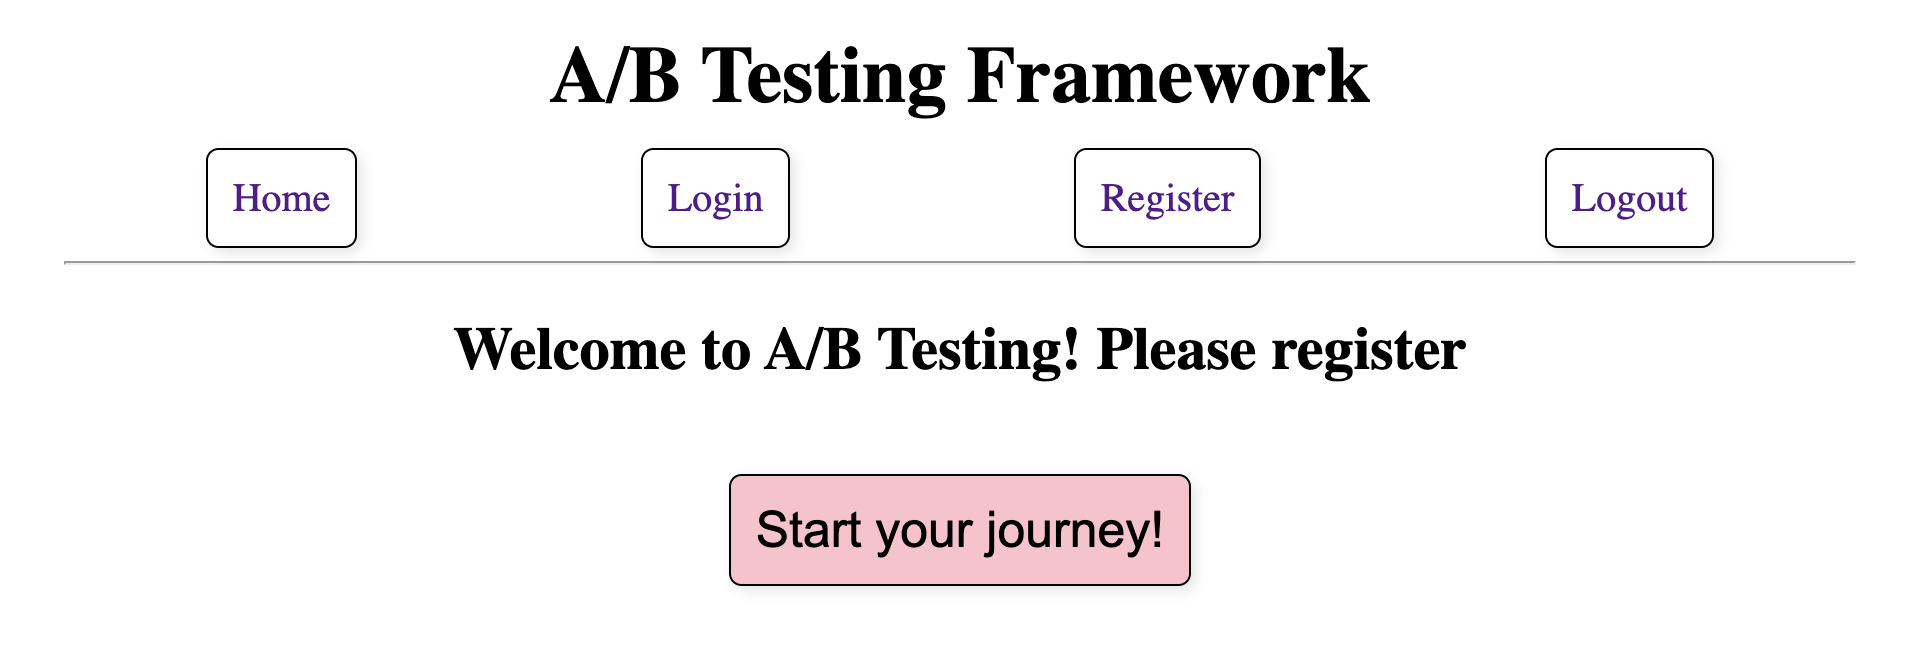 A/B Testing Framework
Home Login Register Logout
Welcome to A/B Testing! Please register
Start your journey!